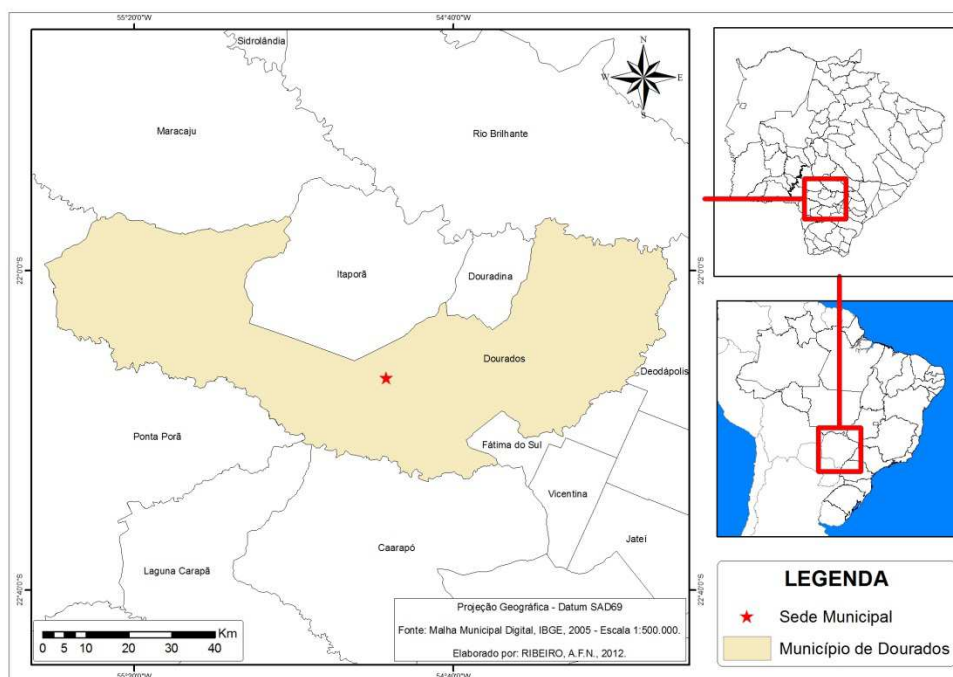 55°20'0"W 54°40'0"W
Sidrolândia
N
W E
S
Maracaju
Rio Brilhante
22°0'0"S 22°0'0"S
Itaporã
Douradina
Dourados
Deodápolis
Ponta Porã
Fátima do Sul
Vicentina
Caarapó
Jateí
Laguna Carapã
22°40'0"S 22°40'0"S
Km
0 5 10 20 30 40
Projeção Geográfica - Datum SAD69
Fonte: Malha Municipal Digital, IBGE, 2005 - Escala 1:500.000.
Elaborado por: RIBEIRO, A.F.N., 2012.
55°20'0"W 54°40'0"W
LEGENDA
Sede Municipal
Município de Dourados